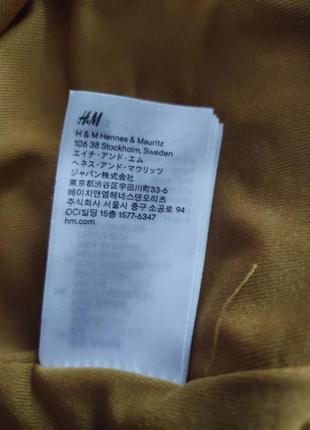 H&M
H & M Hennes & Mauritz
106 38 Stockholm, Sweden
エイチ・アンド・エム
ヘネス・アンド・マウリッツ
ジャパン株式会社
東京都渋谷区宇田川町33-6
에이치앤엠헤네스앤모리츠
주식회사 서울시 중구 소공로 94
OCI빌딩 15층 1577-6347
hm.com